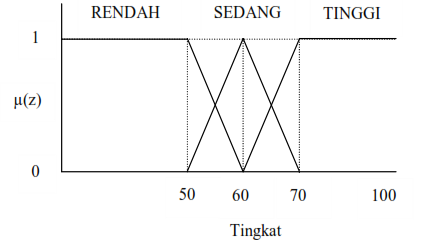 RENDAH SEDANG TINGGI
1
μ(z)
0
50 60 70 100
Tingkat